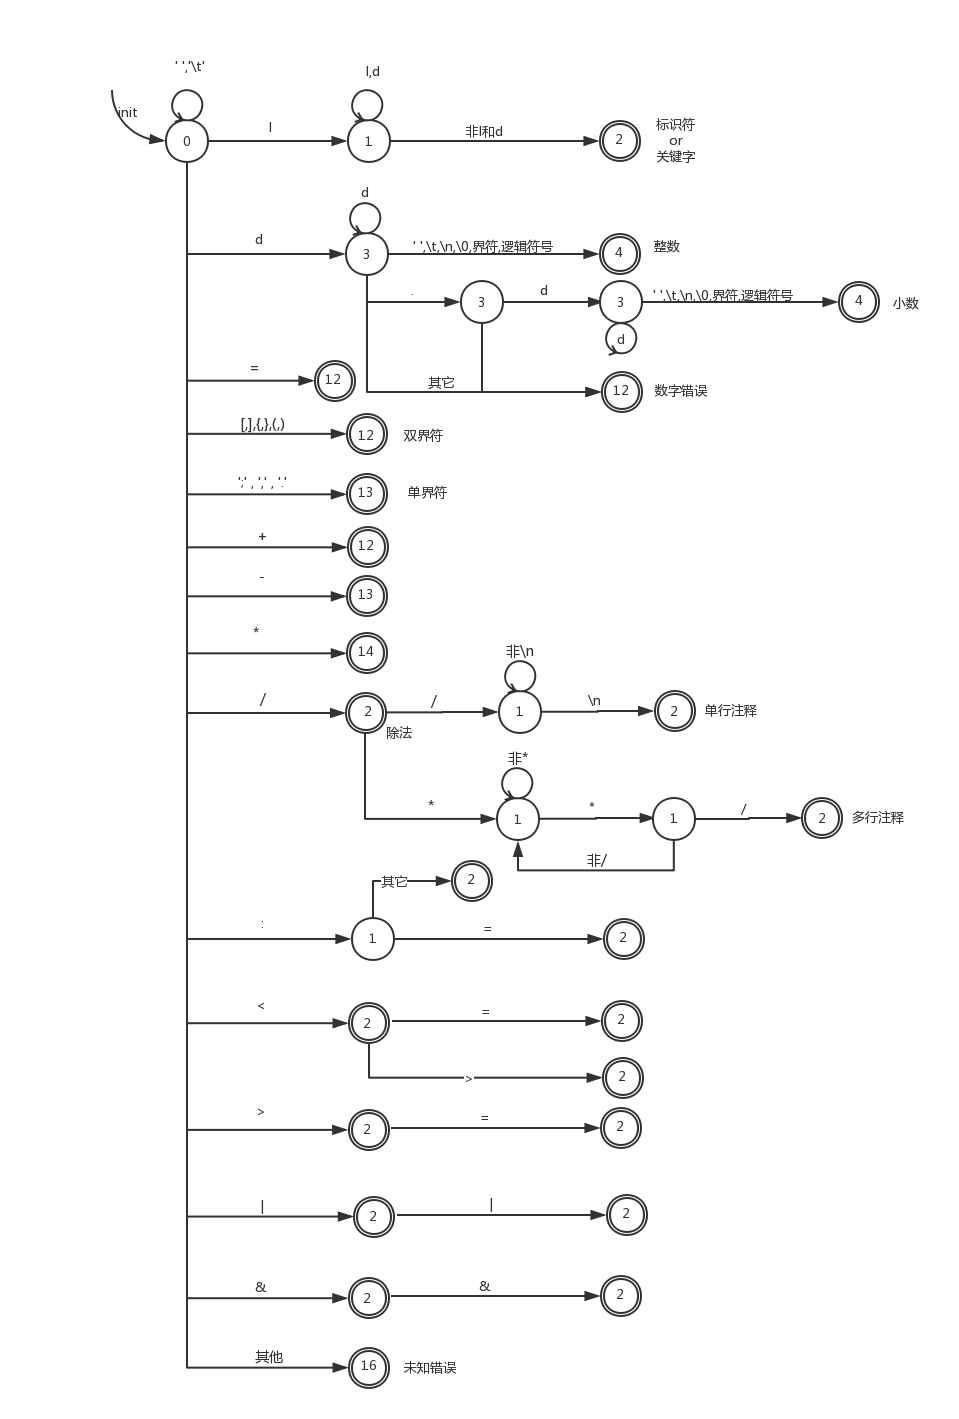 ' ','\t'
l,d
init
0
l
1
非l和d
2
标识符
or
关键字
d
d
3
' ',\t,\n,\0,界符,逻辑符号
4
整数
.
3
d
3
' ',\t,\n,\0,界符,逻辑符号
4
小数
d
=
12
其它
12
数字错误
[,],{,},(,)
12
双界符
';' , ',' , '.'
13
单界符
+
12
-
13
*
14
非\n
/
2
除法
/
1
\n
2
单行注释
非*
*
1
*
1
/
2
多行注释
非/
其它
2
:
1
=
2
<
2
=
2
>
2
>
2
=
2
|
2
|
2
&
2
&
2
其他
16
未知错误